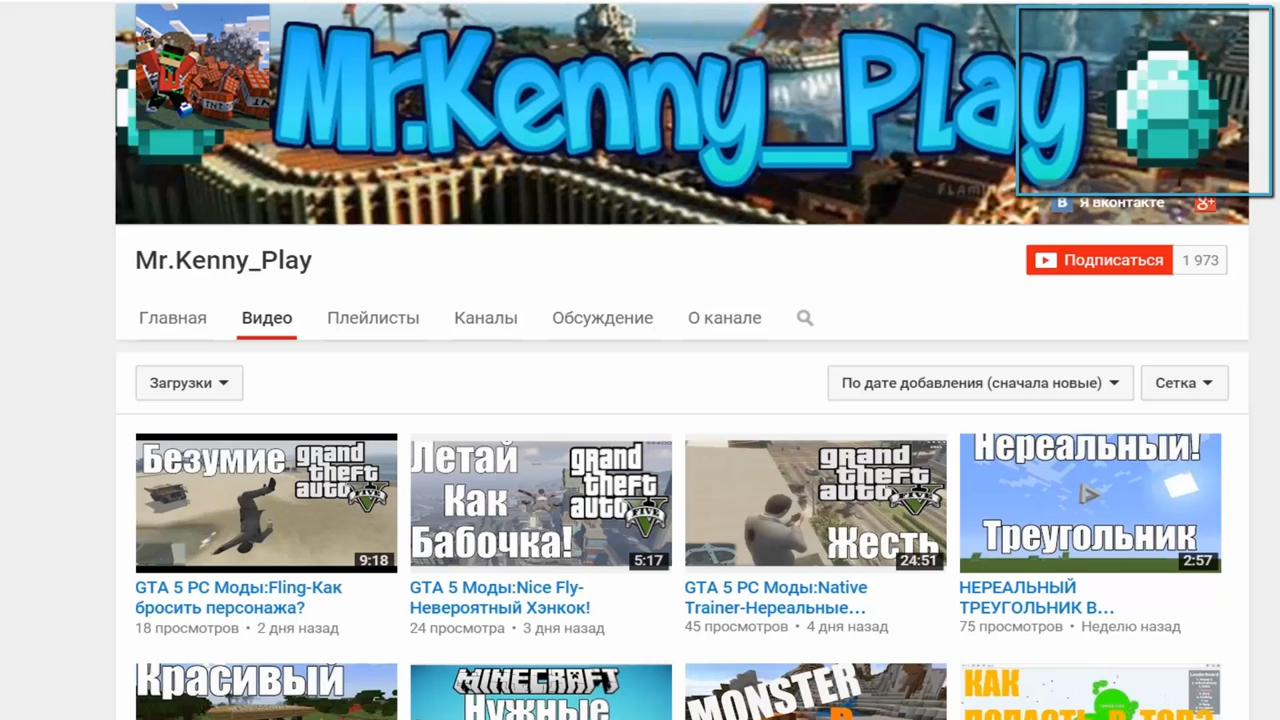 Mr.Kenny_Play
TNT
В Я вконтакте g+
Mr.Kenny_Play
Подписаться 1 973
Главная Видео Плейлисты Каналы Обсуждение О канале
Загрузки По дате добавления (сначала новые) Сетка
Безумие grand theft auto FIVE 9:18
Летай Как Бабочка! grand theft auto FIVE 5:17
grand theft auto FIVE Жесть 24:51
Нереальный! Треугольник 2:57
GTA 5 PC Моды:Fling-Как бросить персонажа?
18 просмотров • 2 дня назад
GTA 5 Моды:Nice Fly-Невероятный Хэнкок!
24 просмотра • 3 дня назад
GTA 5 PC Моды:Native Trainer-Нереальные…
45 просмотров • 4 дня назад
НЕРЕАЛЬНЫЙ ТРЕУГОЛЬНИК В…
75 просмотров • Неделю назад
Красивый
MINECRAFT
Нужные
MONSTER
КАК